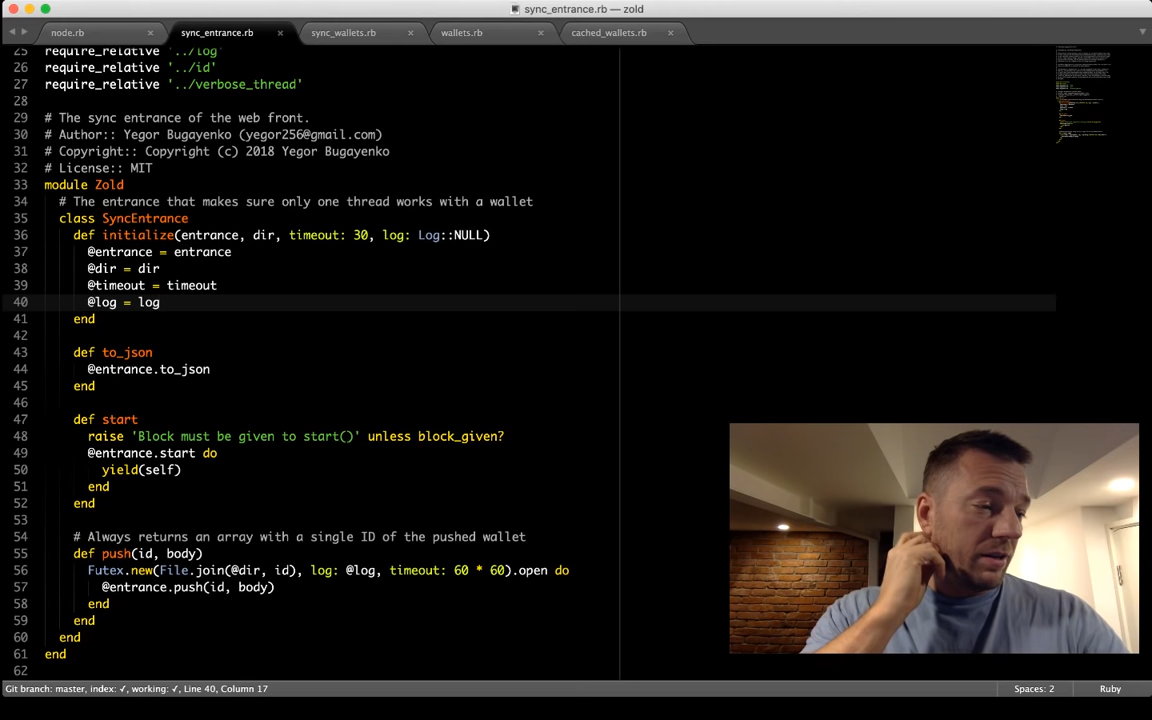 sync_entrance.rb — zold
node.rb
sync_entrance.rb
sync_wallets.rb
wallets.rb
cached_wallets.rb
25 require_relative '../log'
26 require_relative '../id'
27 require_relative '../verbose_thread'
28
29 # The sync entrance of the web front.
30 # Author:: Yegor Bugayenko (yegor256@gmail.com)
31 # Copyright:: Copyright (c) 2018 Yegor Bugayenko
32 # License:: MIT
33 module Zold
34   # The entrance that makes sure only one thread works with a wallet
35   class SyncEntrance
36     def initialize(entrance, dir, timeout: 30, log: Log::NULL)
37       @entrance = entrance
38       @dir = dir
39       @timeout = timeout
40       @log = log
41     end
42
43     def to_json
44       @entrance.to_json
45     end
46
47     def start
48       raise 'Block must be given to start()' unless block_given?
49       @entrance.start do
50         yield(self)
51       end
52     end
53
54     # Always returns an array with a single ID of the pushed wallet
55     def push(id, body)
56       Futex.new(File.join(@dir, id), log: @log, timeout: 60 * 60).open do
57         @entrance.push(id, body)
58       end
59     end
60   end
61 end
62
Git branch: master, index: ✓, working: ✓, Line 40, Column 17
Spaces: 2
Ruby